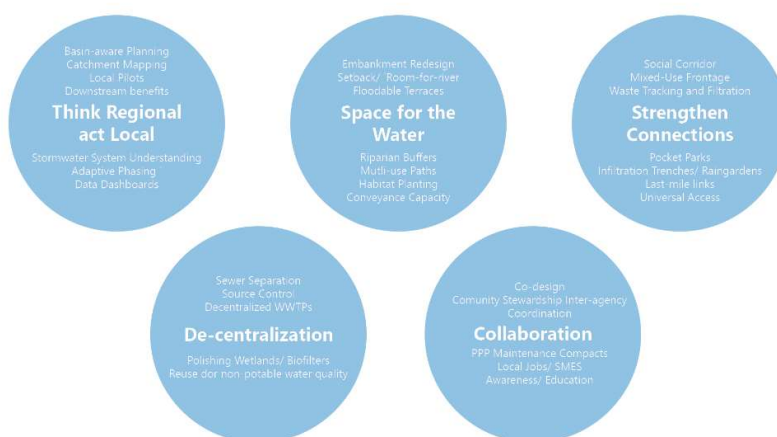 Basin-aware Planning
Catchment Mapping
Local Pilots
Downstream benefits
Think Regional
act Local
Stormwater System Understanding
Adaptive Phasing
Data Dashboards
Embankment Redesign
Setback/ 'Room-for-river
Floodable Terraces
Space for the
Water
Riparian Buffers
Mutli-use Paths
Habitat Planting
Conveyance Capacity
Social Corridor
Mixed-Use Frontage
Waste Tracking and Filtration
Strengthen
Connections
Pocket Parks
Infiltration Trenches/ Raingardens
Last-mile links
Universal Access
Sewer Separation
Source Control
Decentralized WWTPs
De-centralization
Polishing Wetlands/ Biofilters
Reuse dor non-potable water quality
Co-design
Comunity Stewardship Inter-agency
Coordination
Collaboration
PPP Maintenance Compacts
Local Jobs/ SMES
Awareness/ Education